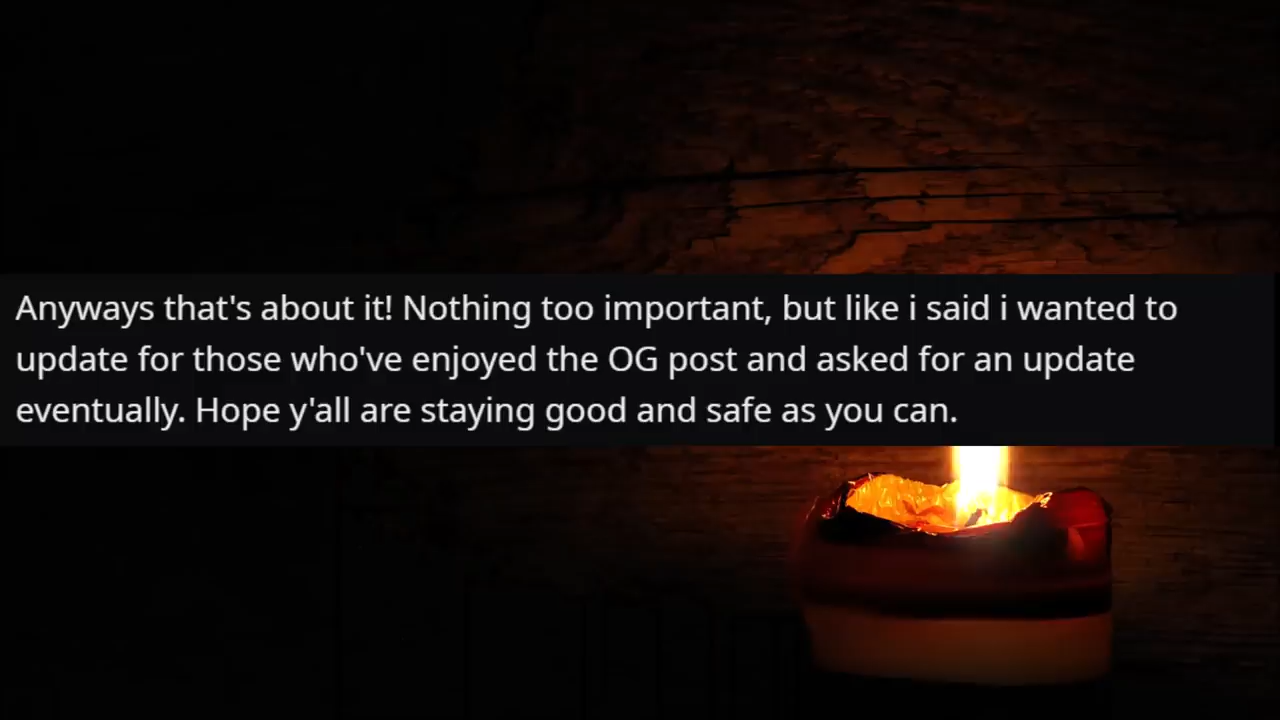 Anyways that's about it! Nothing too important, but like i said i wanted to
update for those who've enjoyed the OG post and asked for an update
eventually. Hope y'all are staying good and safe as you can.